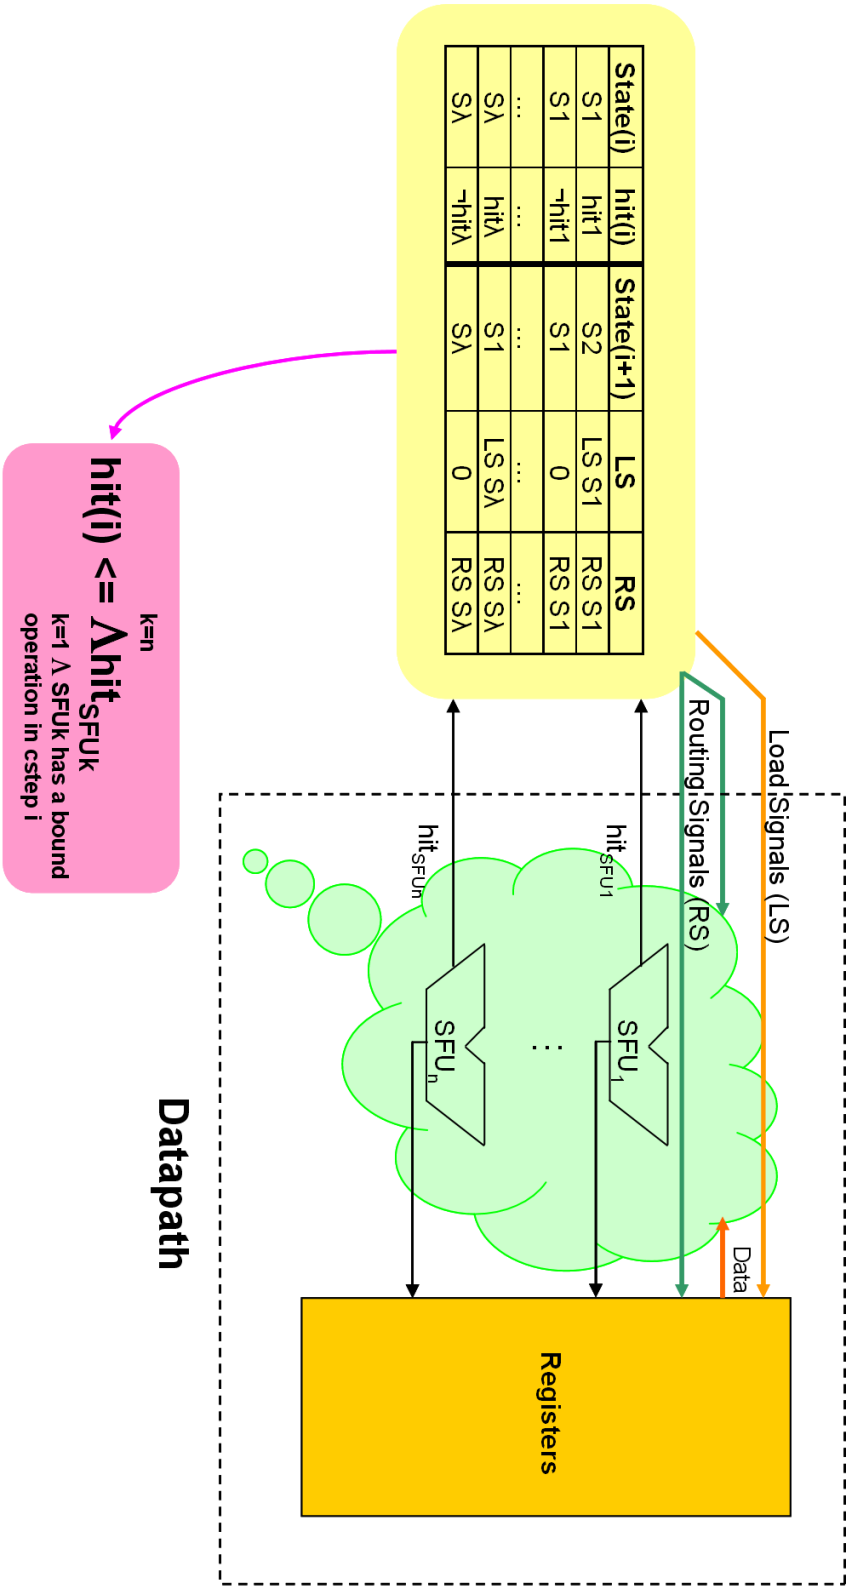 State(i) hit(i) State(i+1) LS RS
S1 hit1 S2 LS S1 RS S1
S1 ¬hit1 S1 0 RS S1
... ... ... ... ...
Sλ hitλ S1 LS Sλ RS Sλ
Sλ ¬hitλ Sλ 0 RS Sλ
Load Signals (LS)
Routing Signals (RS)
Data
hitSFU1
SFU1
...
hitSFUn
SFUn
Registers
Datapath
k=n
hit(i) <= ΛhitSFUk
k=1 Λ SFUk has a bound
operation in cstep i